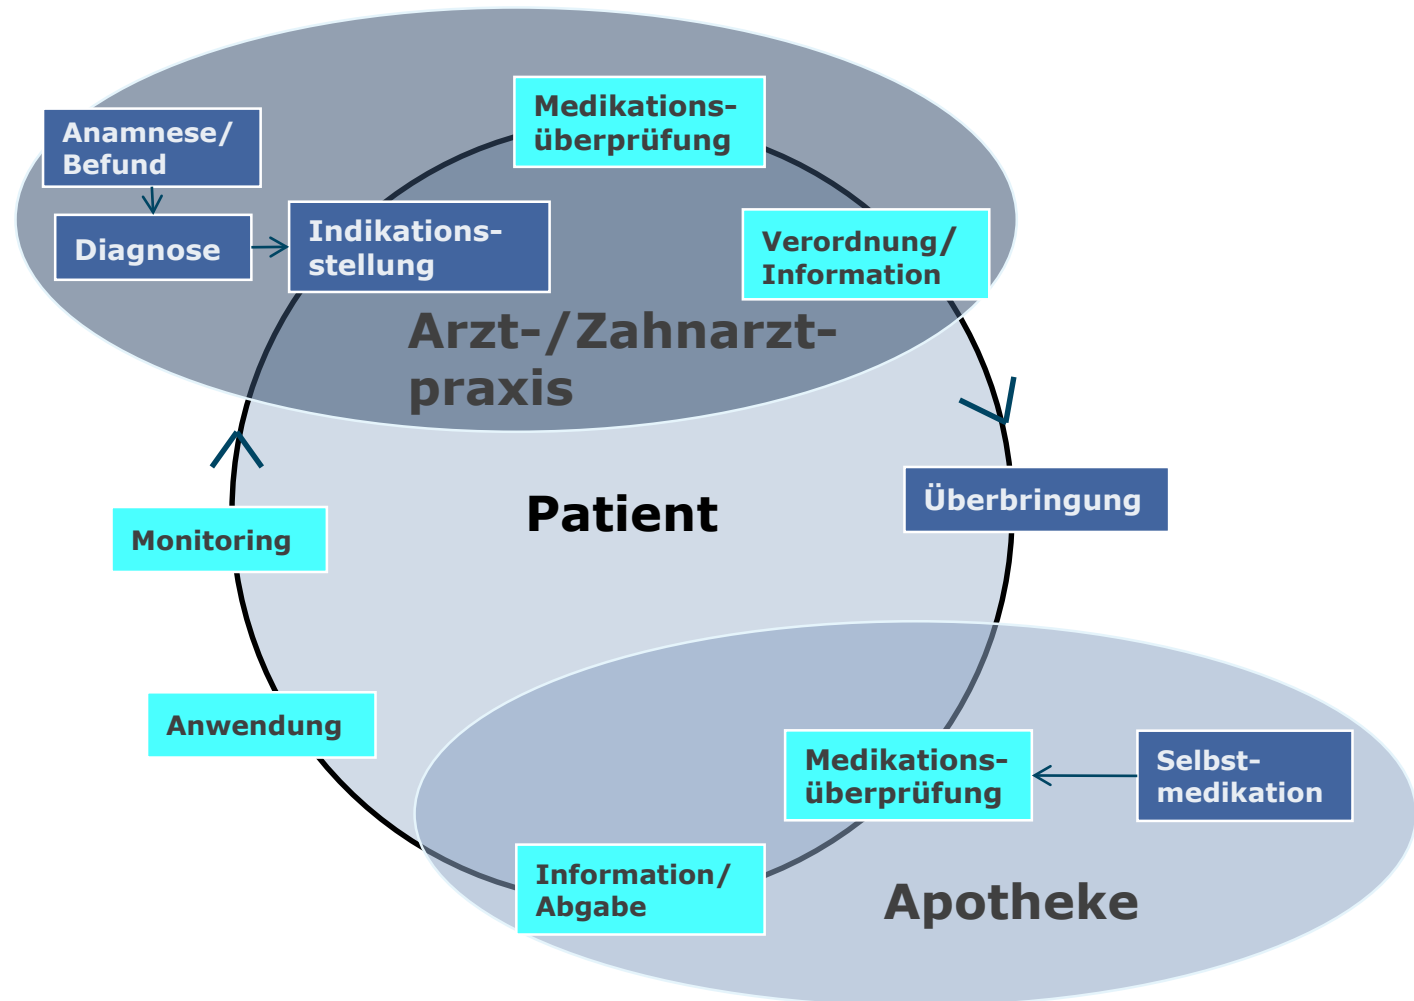 Medikations-
überprüfung
Anamnese/
Befund
Diagnose
Indikations-
stellung
Verordnung/
Information
Arzt-/Zahnarzt-
praxis
Patient
Überbringung
Monitoring
Anwendung
Medikations-
überprüfung
Selbst-
medikation
Information/
Abgabe
Apotheke